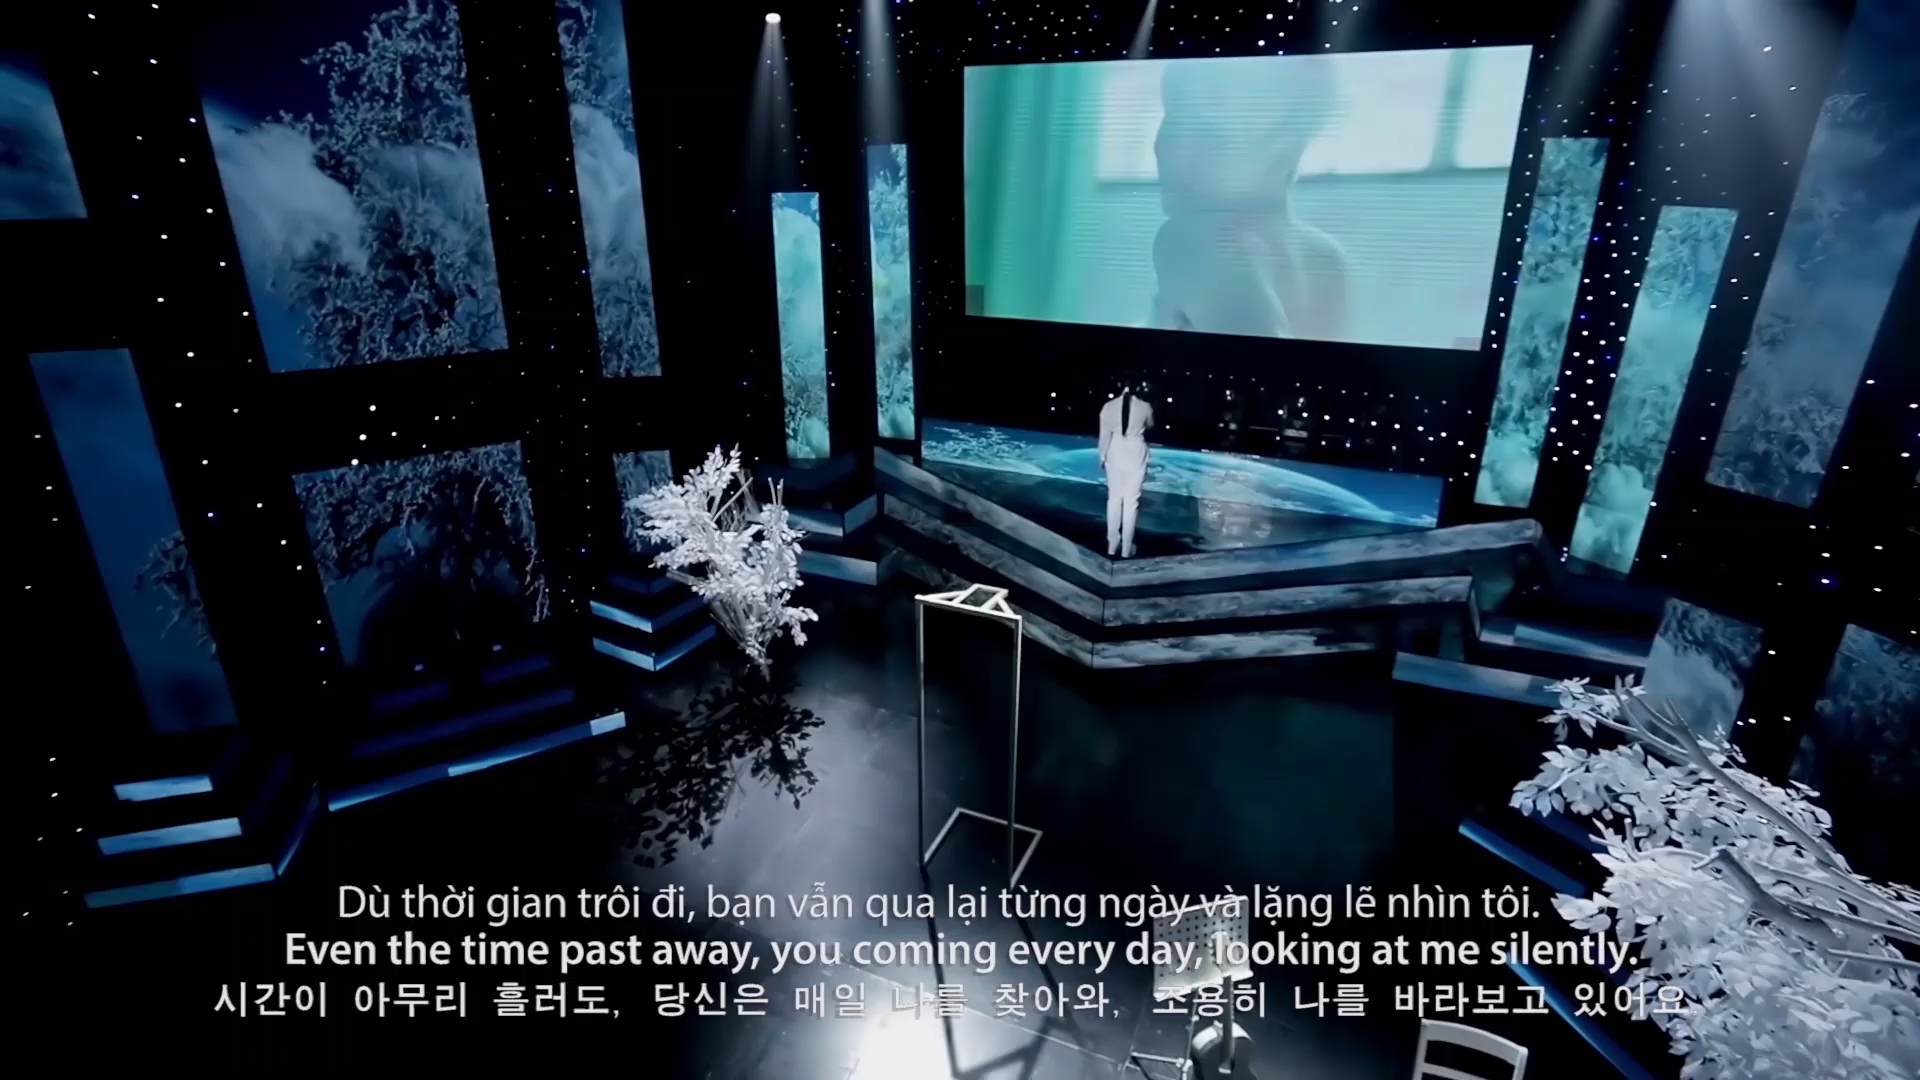 Dù thời gian trôi đi, bạn vẫn qua lại từng ngày và lặng lẽ nhìn tôi.
Even the time past away, you coming every day, looking at me silently.
시간이 아무리 흘러도, 당신은 매일 나를 찾아와, 조용히 나를 바라보고 있어요.